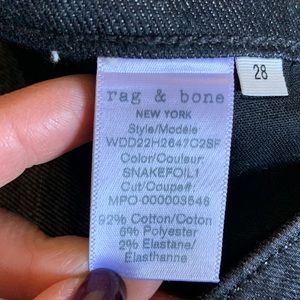 rag & bone
NEW YORK
Style/Modèle:
WDD22H2647C2SF
Color/Couleur:
SNAKEFOIL1
Cut/Coupe#:
MPO-000003546
92% Cotton/Coton
6% Polyester
2% Elastane/
Elasthanne
28